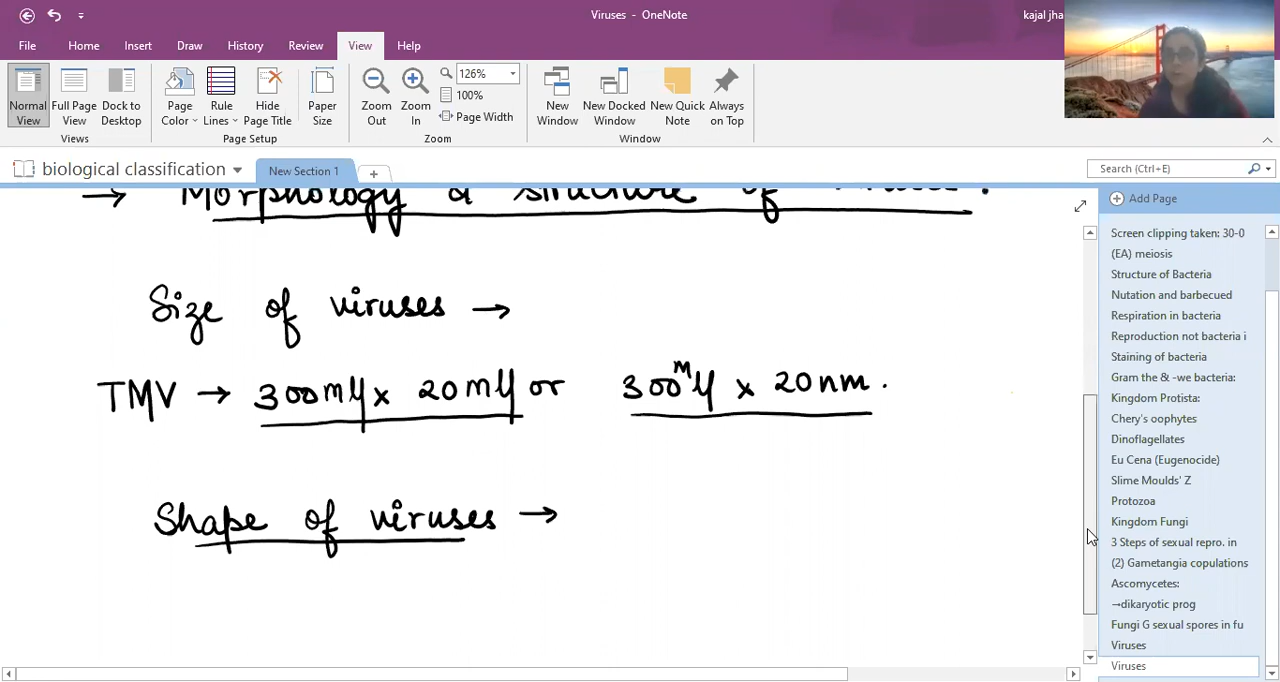 Viruses - OneNote
kajal jha
File Home Insert Draw History Review View Help
Normal View
Full Page View
Dock to Desktop
Views
Page Color
Rule Lines
Hide Page Title
Paper Size
Page Setup
Zoom Out
Zoom In
126%
100%
Page Width
Zoom
New Window
New Docked Window
New Quick Note
Always on Top
Window
biological classification
New Section 1
Search (Ctrl+E)
→ Morphology & structure of viruses.
Size of viruses →
TMV → 300mμ x 20mμ or 300mμ x 20nm.
Shape of viruses →
Add Page
Screen clipping taken: 30-0
(EA) meiosis
Structure of Bacteria
Nutation and barbecued
Respiration in bacteria
Reproduction not bacteria i
Staining of bacteria
Gram the & -we bacteria:
Kingdom Protista:
Chery's oophytes
Dinoflagellates
Eu Cena (Eugenocide)
Slime Moulds' Z
Protozoa
Kingdom Fungi
3 Steps of sexual repro. in
(2) Gametangia copulations
Ascomycetes:
→dikaryotic prog
Fungi G sexual spores in fu
Viruses
Viruses